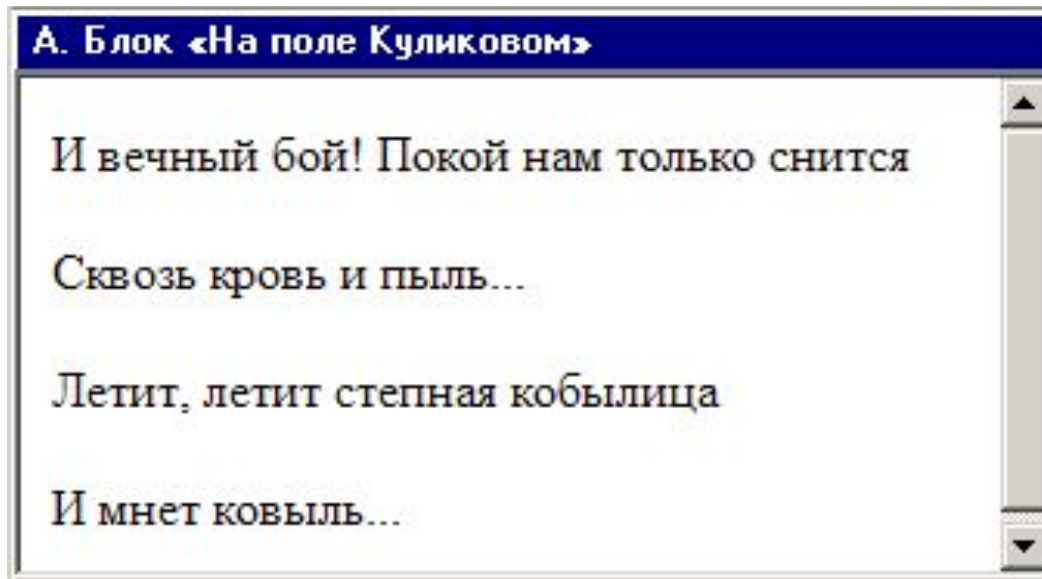 А. Блок «На поле Куликовом»
И вечный бой! Покой нам только снится
Сквозь кровь и пыль...
Летит, летит степная кобылица
И мнет ковыль...